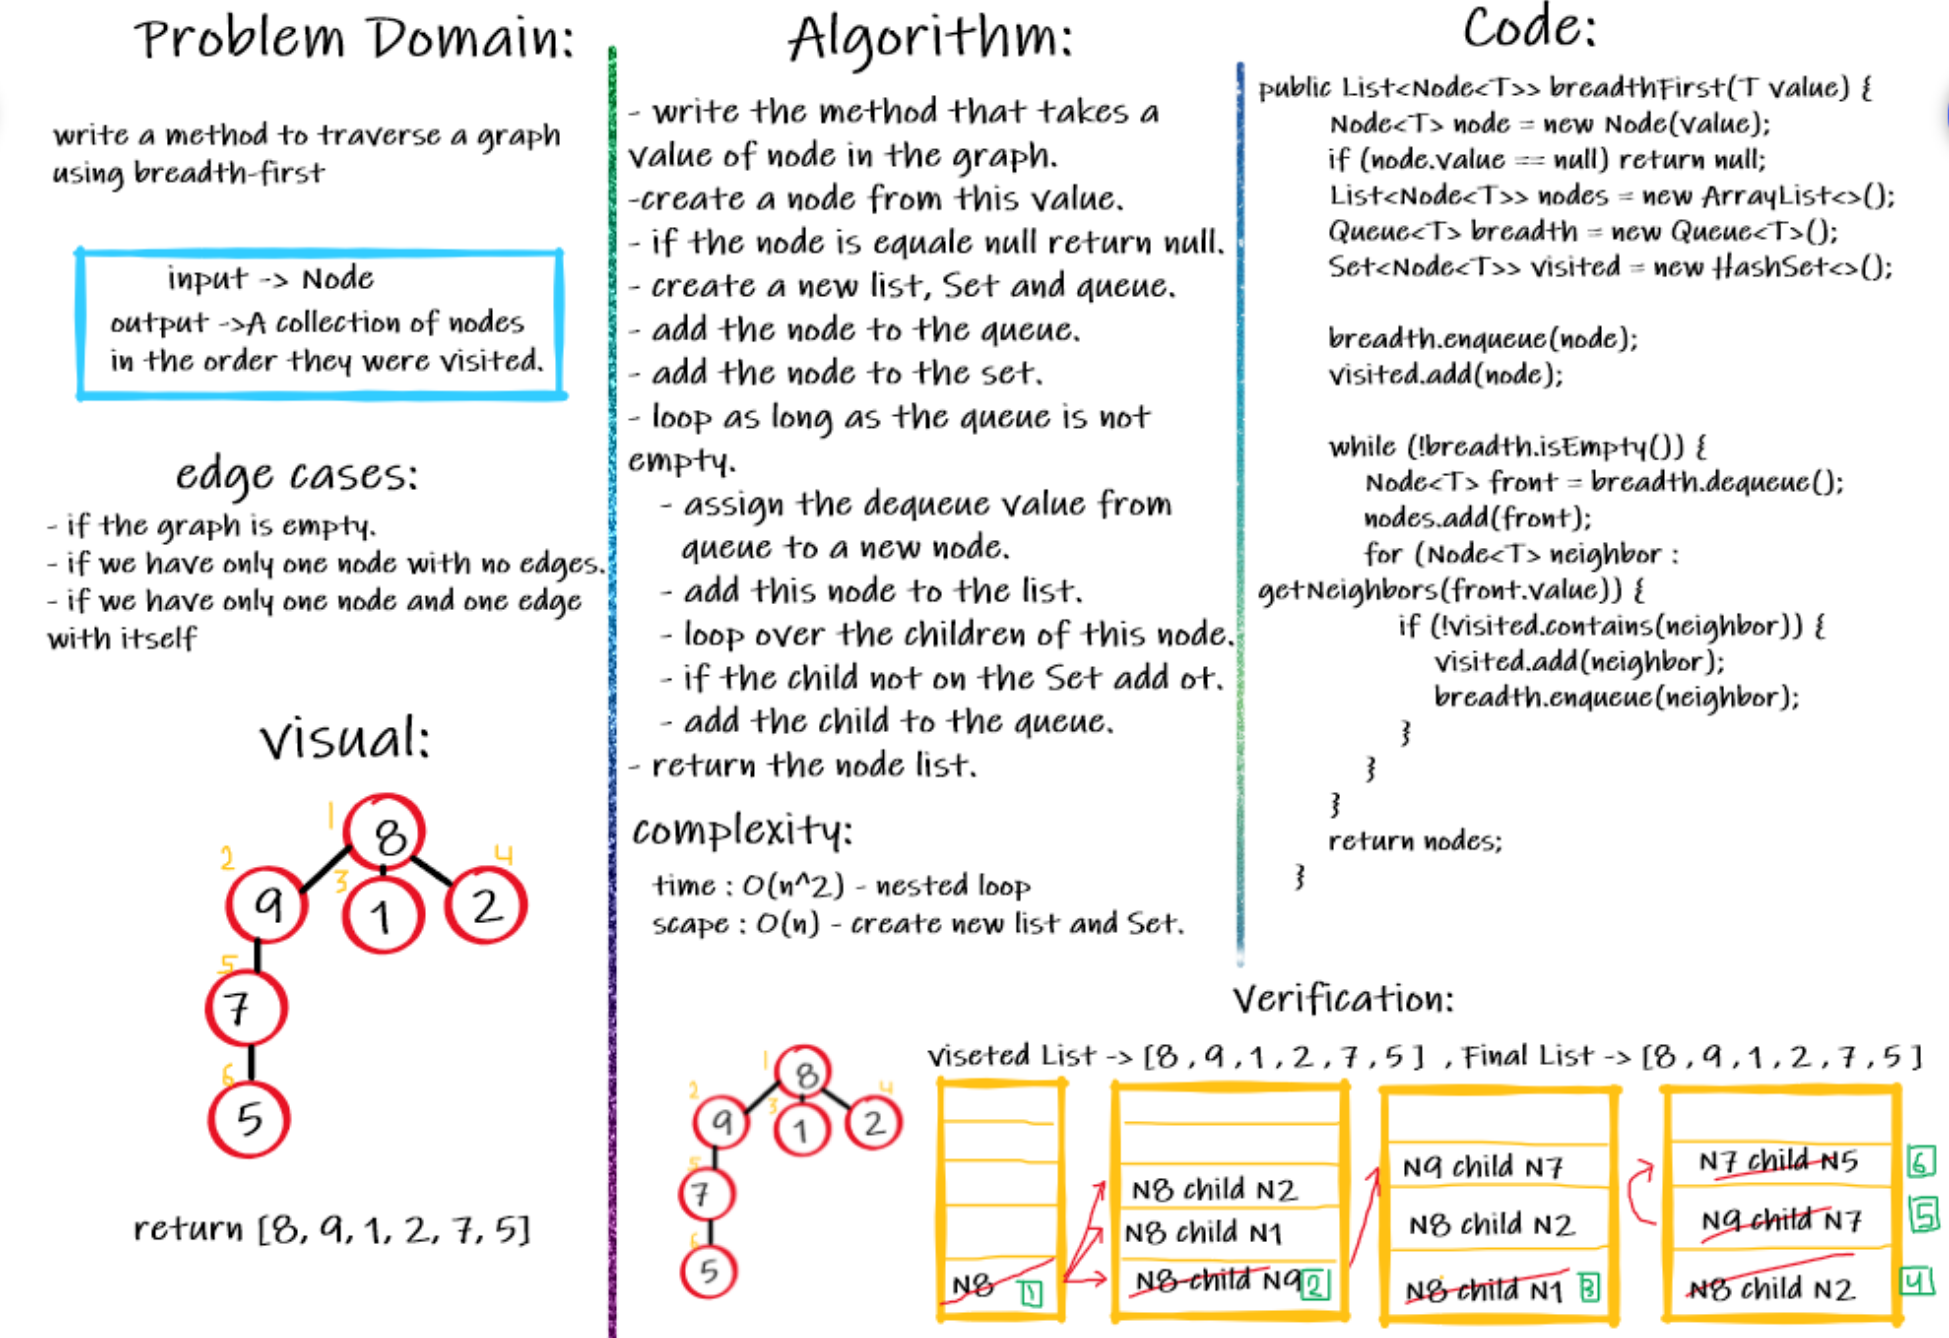 Problem Domain:
write a method to traverse a graph
using breadth-first
input -> Node
output ->A collection of nodes
in the order they were visited.
edge cases:
- if the graph is empty.
- if we have only one node with no edges.
- if we have only one node and one edge
with itself
visual:
1
8
2
4
3
9
1
2
5
7
6
5
return [8, 9, 1, 2, 7, 5]
Algorithm:
- write the method that takes a
value of node in the graph.
-create a node from this value.
- if the node is equale null return null.
- create a new list, Set and queue.
- add the node to the queue.
- add the node to the set.
- loop as long as the queue is not
empty.
- assign the dequeue value from
queue to a new node.
- add this node to the list.
- loop over the children of this node.
- if the child not on the Set add ot.
- add the child to the queue.
- return the node list.
complexity:
time : O(n^2) - nested loop
scape : O(n) - create new list and Set.
Code:
public List<Node<T>> breadthFirst(T value) {
Node<T> node = new Node(value);
if (node.value == null) return null;
List<Node<T>> nodes = new ArrayList<>();
Queue<T> breadth = new Queue<T>();
Set<Node<T>> visited = new HashSet<>();
breadth.enqueue(node);
visited.add(node);
while (!breadth.isEmpty()) {
Node<T> front = breadth.dequeue();
nodes.add(front);
for (Node<T> neighbor :
getNeighbors(front.value)) {
if (!visited.contains(neighbor)) {
visited.add(neighbor);
breadth.enqueue(neighbor);
}
}
}
return nodes;
}
Verification:
viseted List -> [8 , 9 , 1 , 2 , 7 , 5 ] , Final List -> [8 , 9 , 1 , 2 , 7 , 5 ]
1
8
2
4
3
9
1
2
5
7
6
5
N8 1
N8 child N2
N8 child N1
N8 child N9 2
N9 child N7
N8 child N2
N8 child N1 3
N7 child N5 6
N9 child N7 5
N8 child N2 4